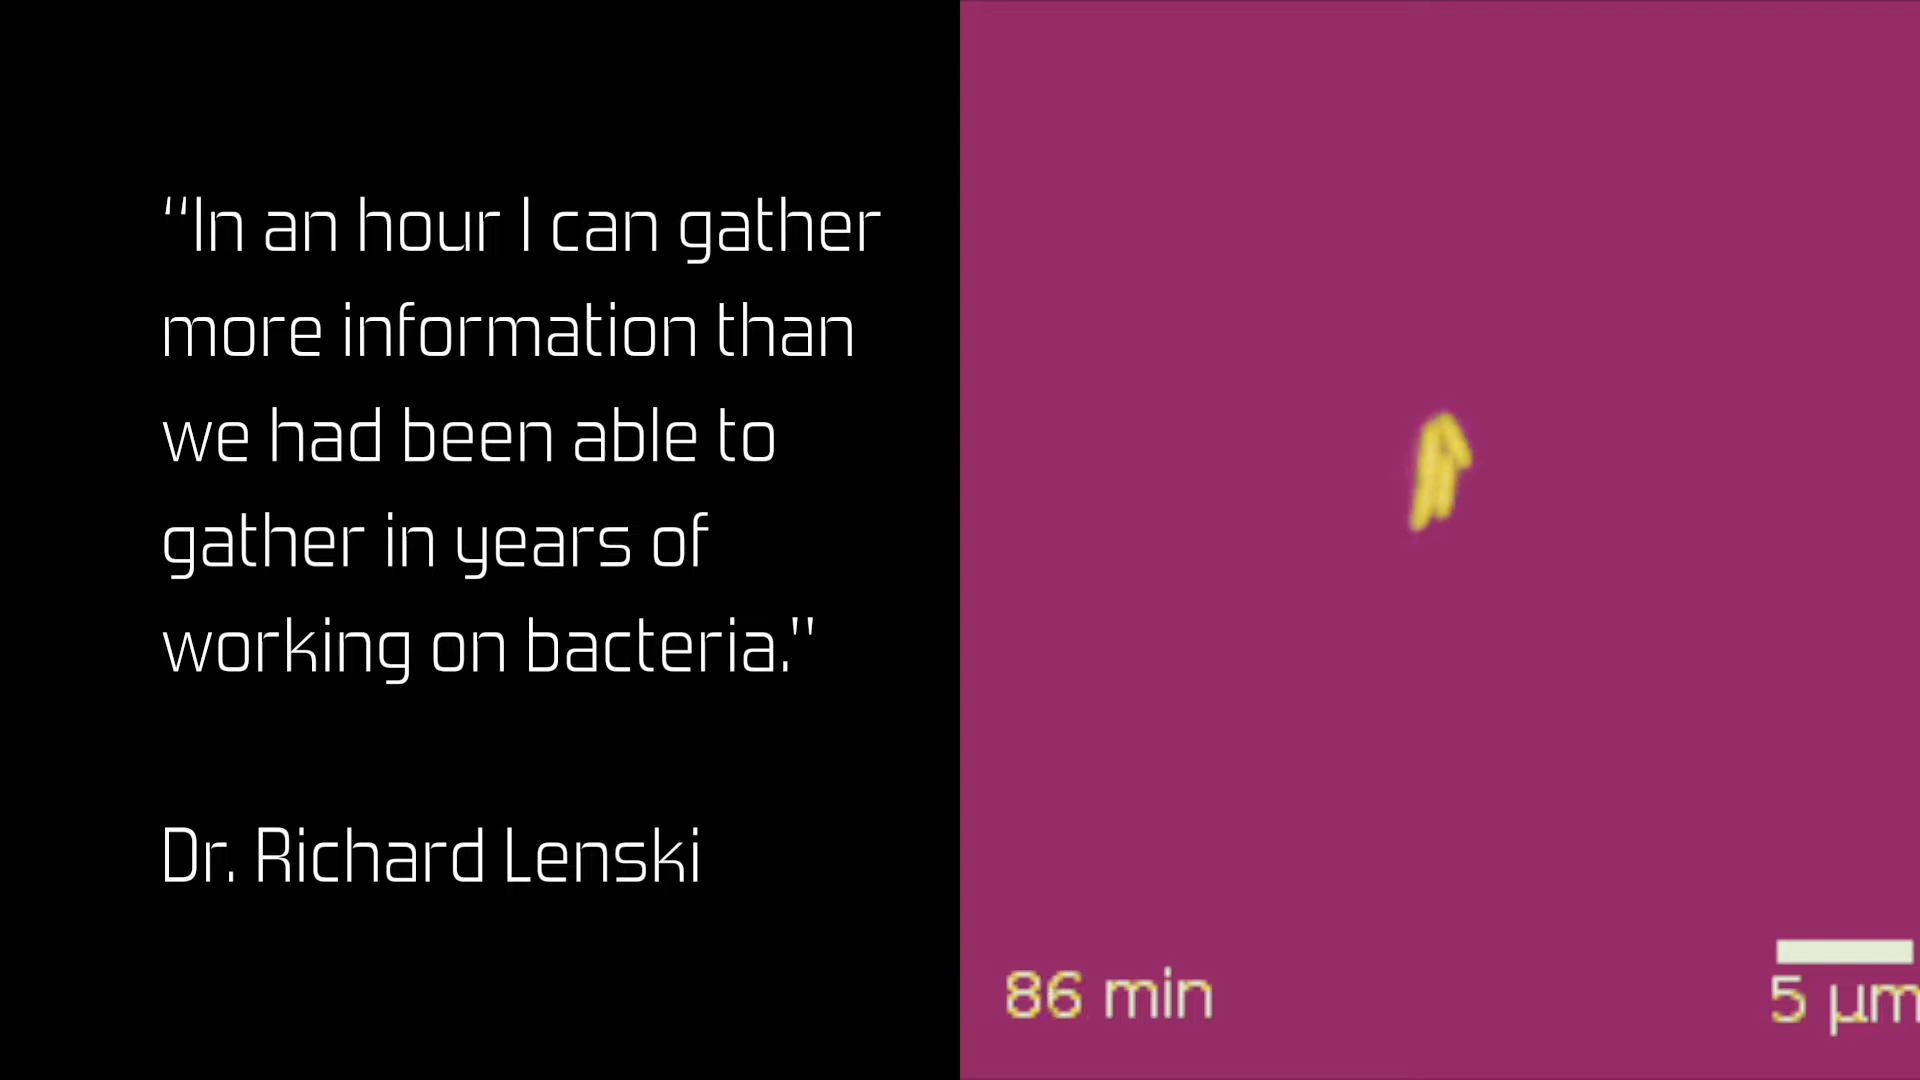 “In an hour I can gather
more information than
we had been able to
gather in years of
working on bacteria."
Dr. Richard Lenski
86 min
5 µm